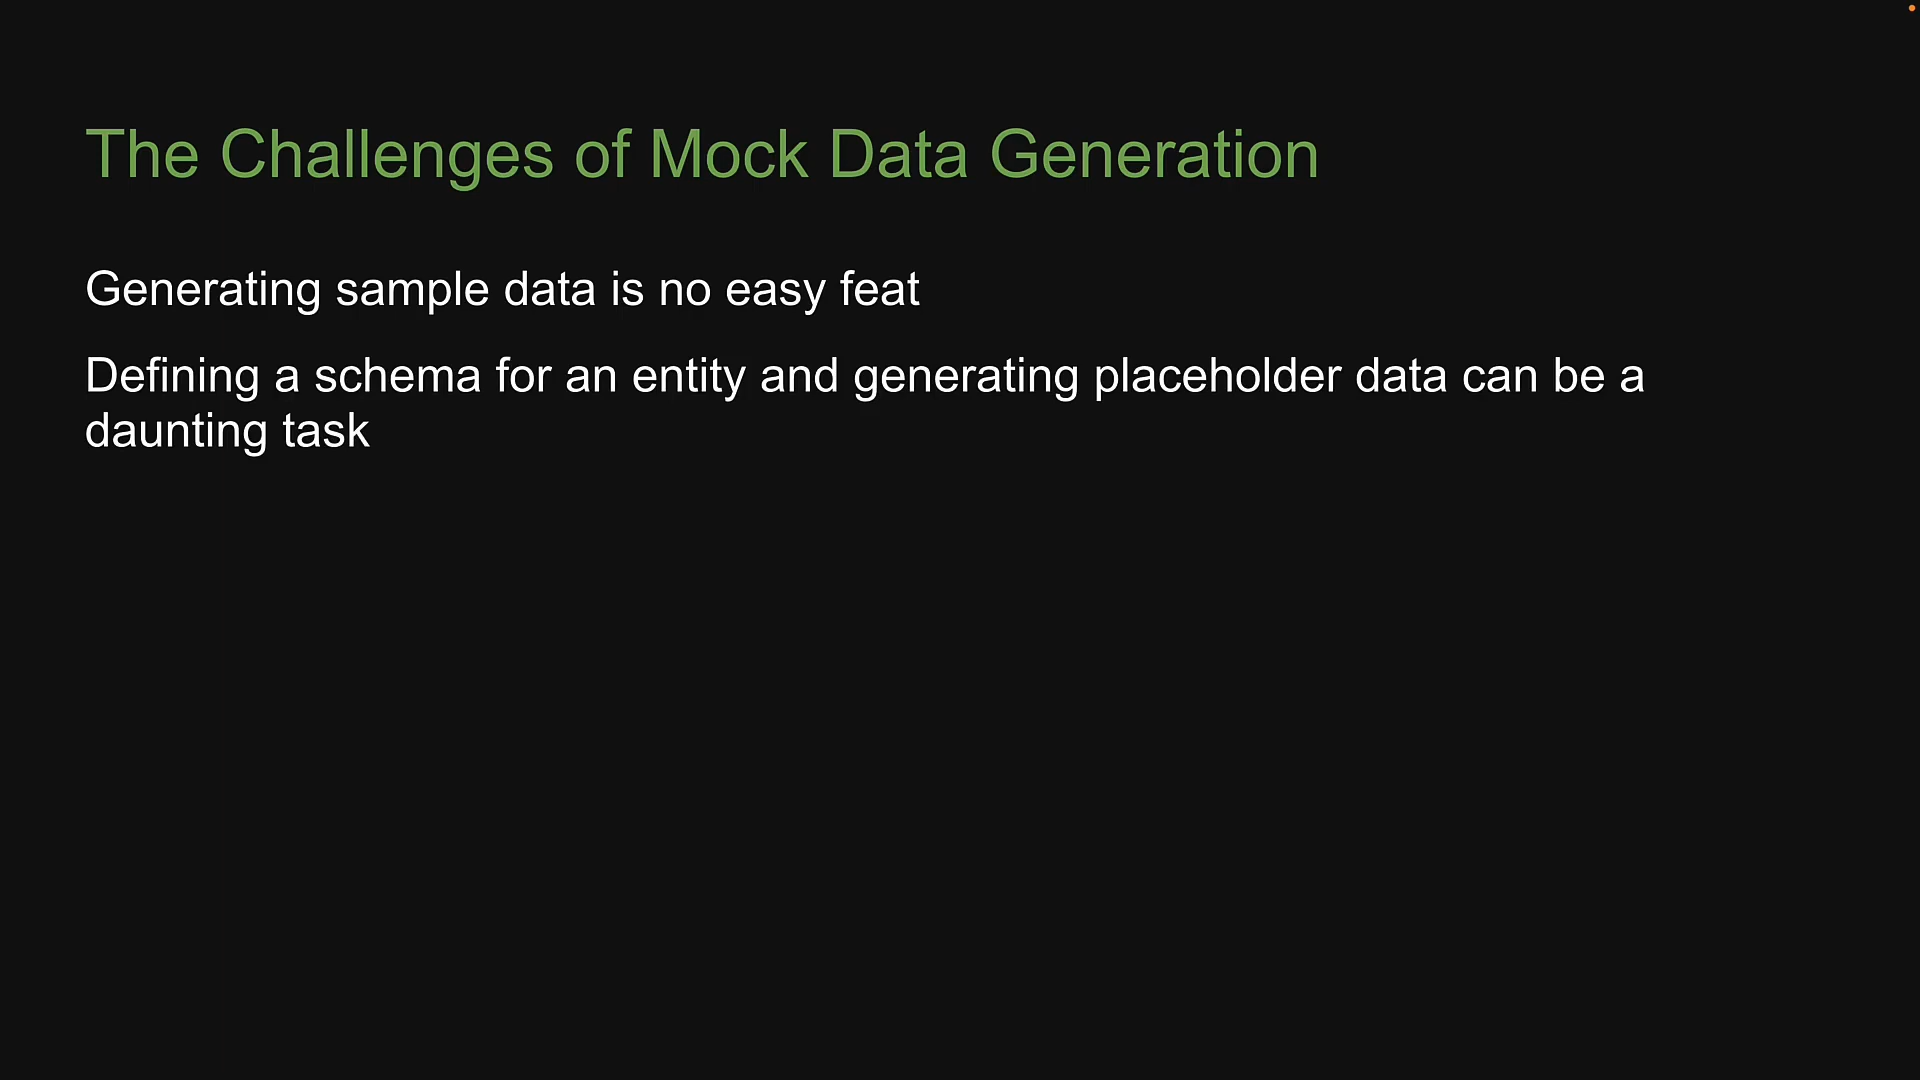 The Challenges of Mock Data Generation
Generating sample data is no easy feat
Defining a schema for an entity and generating placeholder data can be a
daunting task